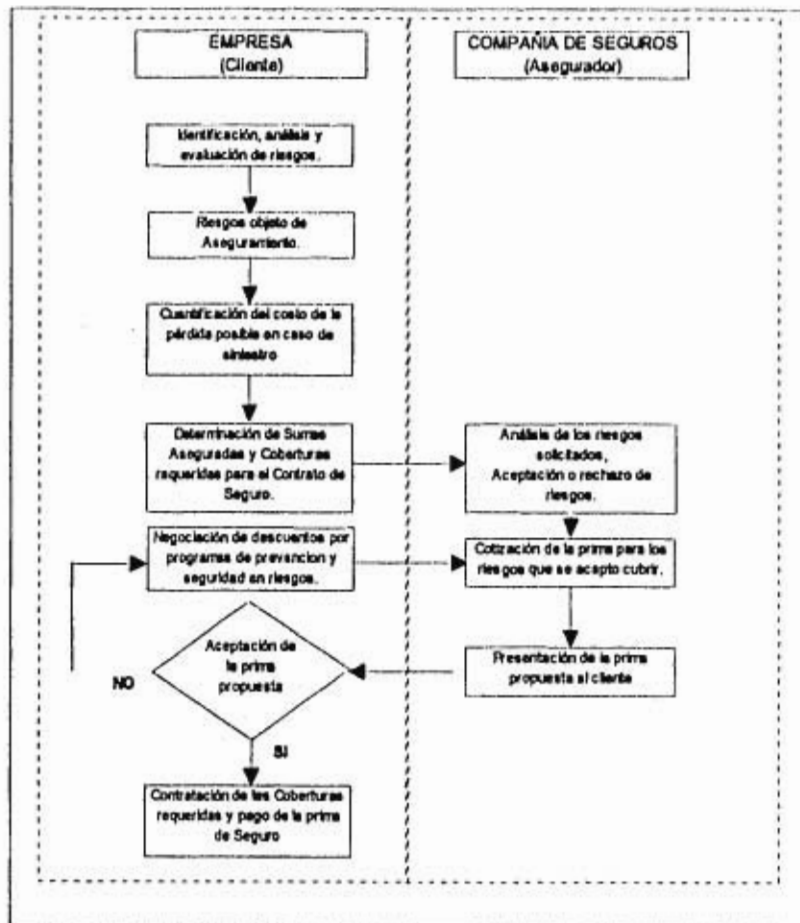 EMPRESA
(Cliente)
COMPAÑIA DE SEGUROS
(Asegurador)
Identificación, análisis y
evaluación de riesgos.
Riesgos objeto de
Aseguramiento.
Cuantificación del costo de la
pérdida posible en caso de
siniestro
Determinación de Sumas
Aseguradas y Coberturas
requeridas para el Contrato de
Seguro.
Análisis de los riesgos
solicitados,
Aceptación o rechazo de
riesgos.
Negociación de descuentos por
programas de prevencion y
seguridad en riesgos.
Cotización de la prima para los
riesgos que se acepto cubrir.
Aceptación de
la prima
propuesta
NO
Presentación de la prima
propuesta al cliente
SI
Contratación de las Coberturas
requeridas y pago de la prima
de Seguro